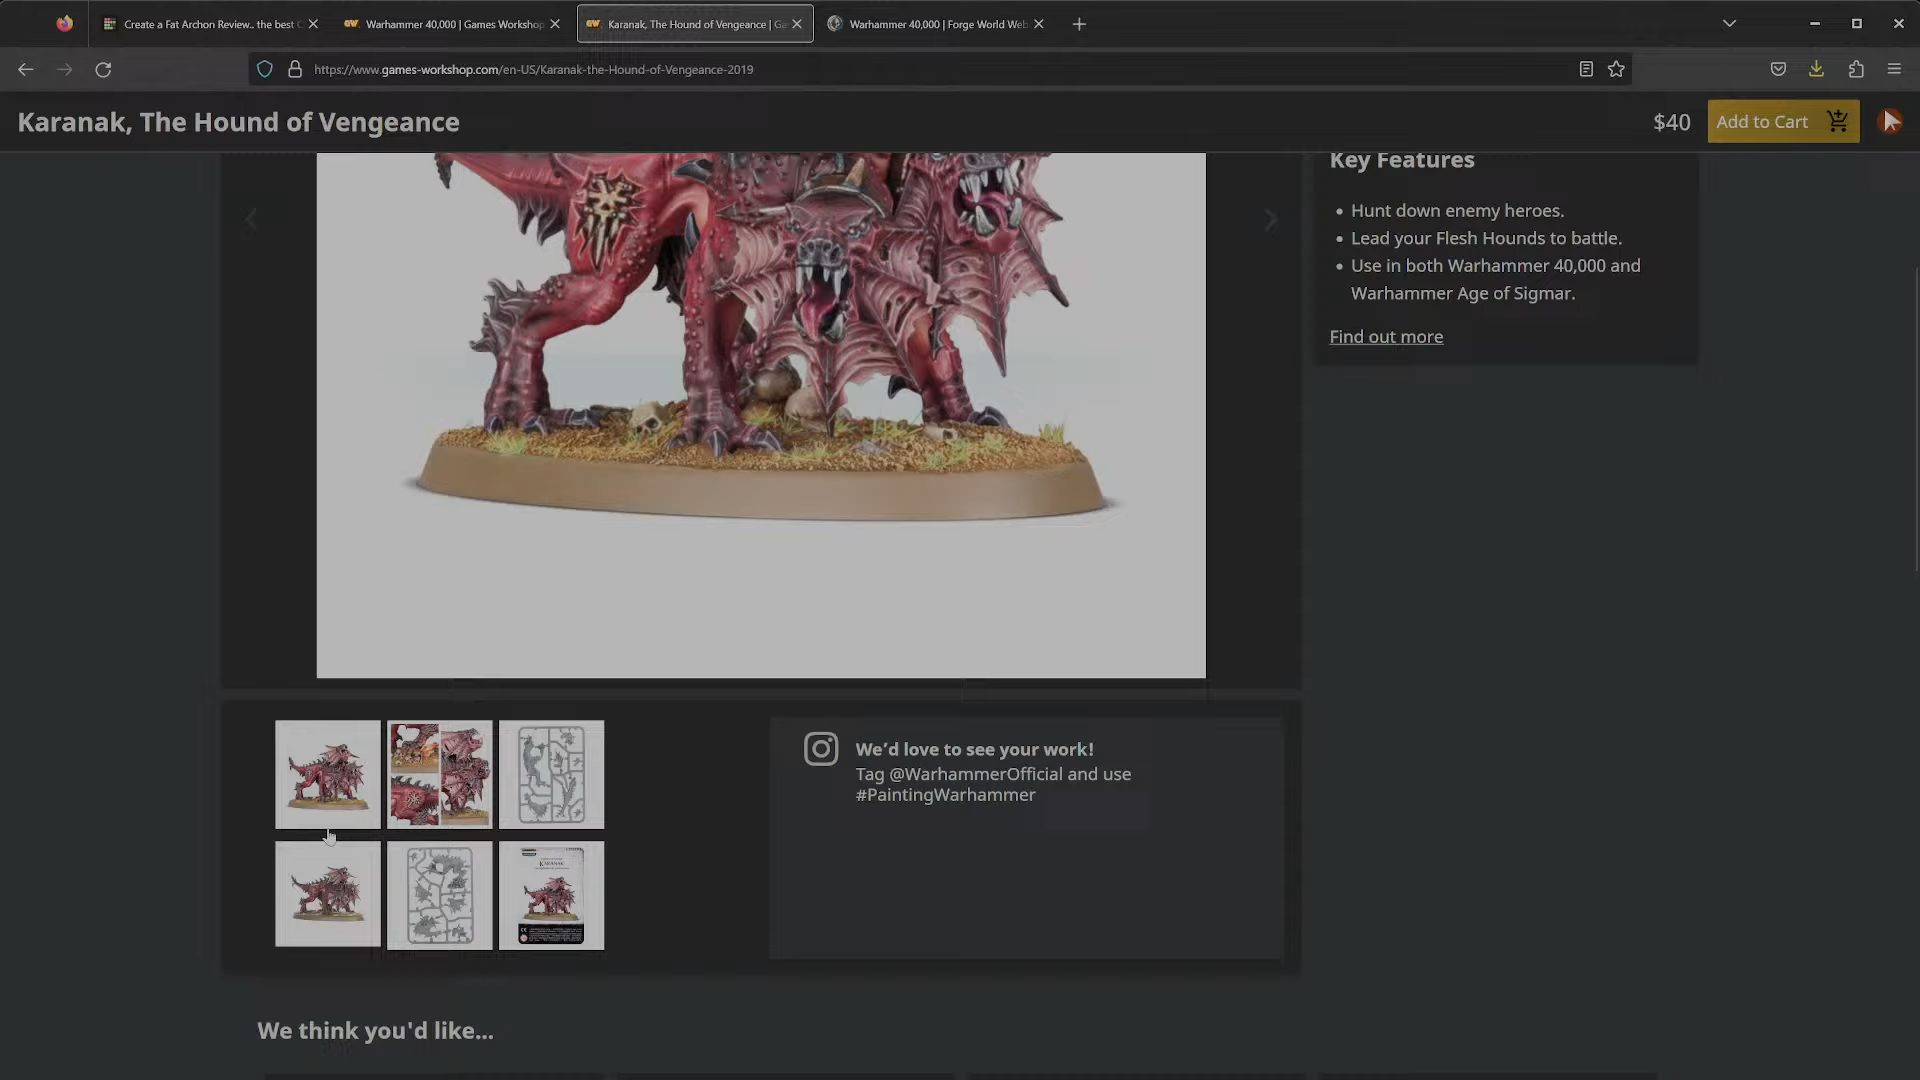 Create a Fat Archon Review.. the best C
Warhammer 40,000 | Games Workshop
Karanak, The Hound of Vengeance | Ga
Warhammer 40,000 | Forge World Web
https://www.games-workshop.com/en-US/Karanak-the-Hound-of-Vengeance-2019
Karanak, The Hound of Vengeance
$40
Add to Cart
Key Features
Hunt down enemy heroes.
Lead your Flesh Hounds to battle.
Use in both Warhammer 40,000 and
Warhammer Age of Sigmar.
Find out more
We'd love to see your work!
Tag @WarhammerOfficial and use
#PaintingWarhammer
KARANAK
We think you'd like...